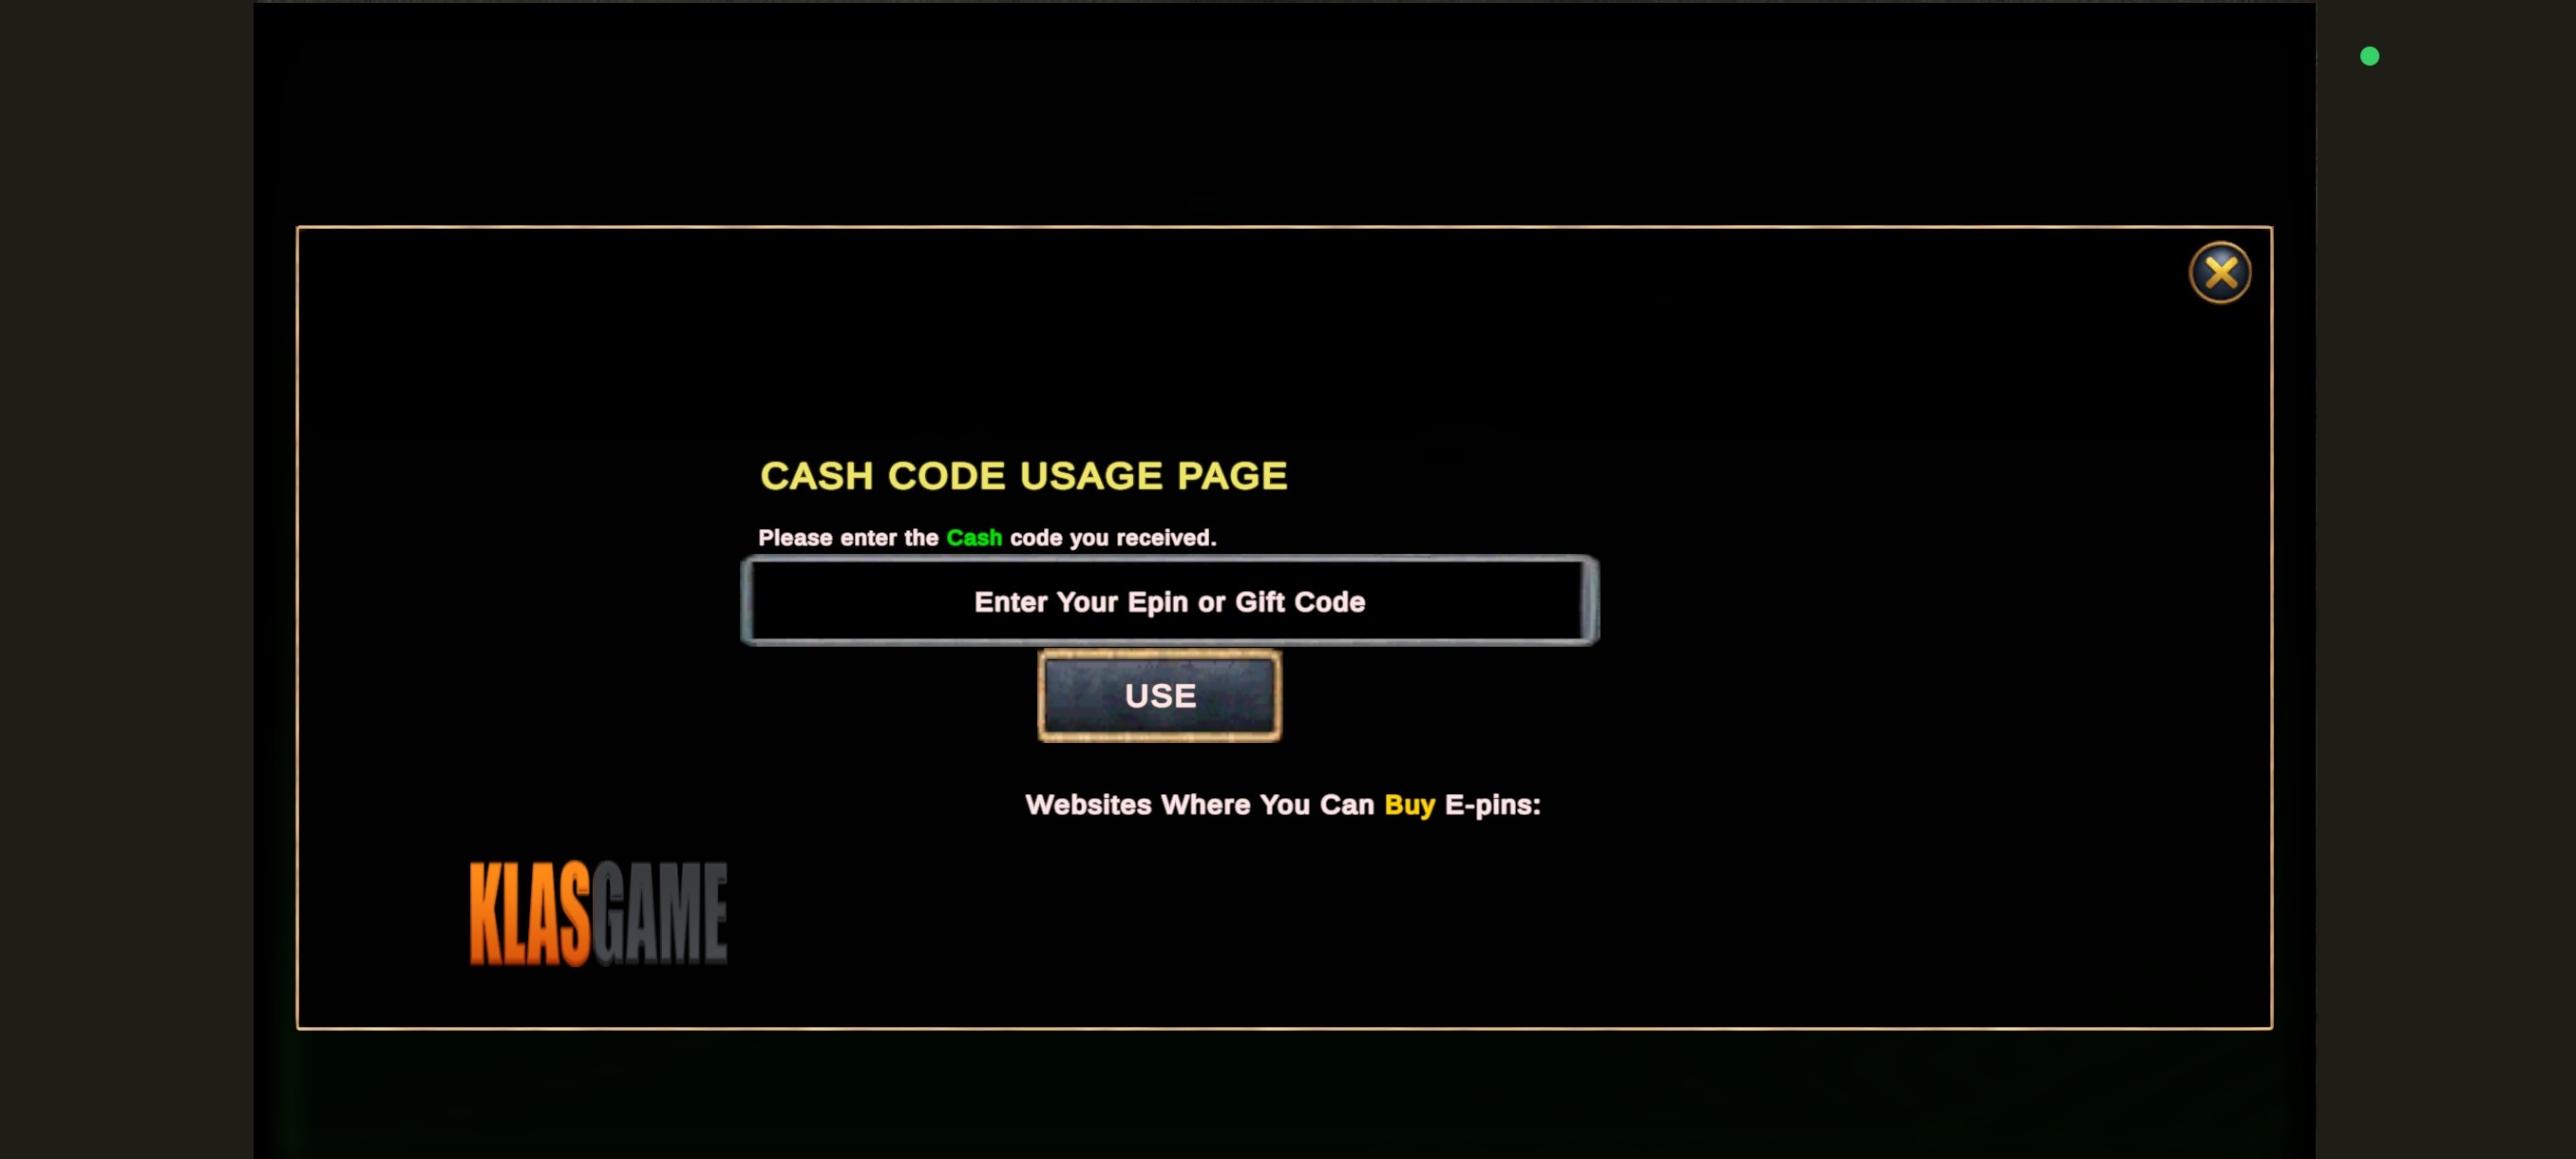 CASH CODE USAGE PAGE
Please enter the Cash code you received.
Enter Your Epin or Gift Code
USE
Websites Where You Can Buy E-pins:
KLASGAME